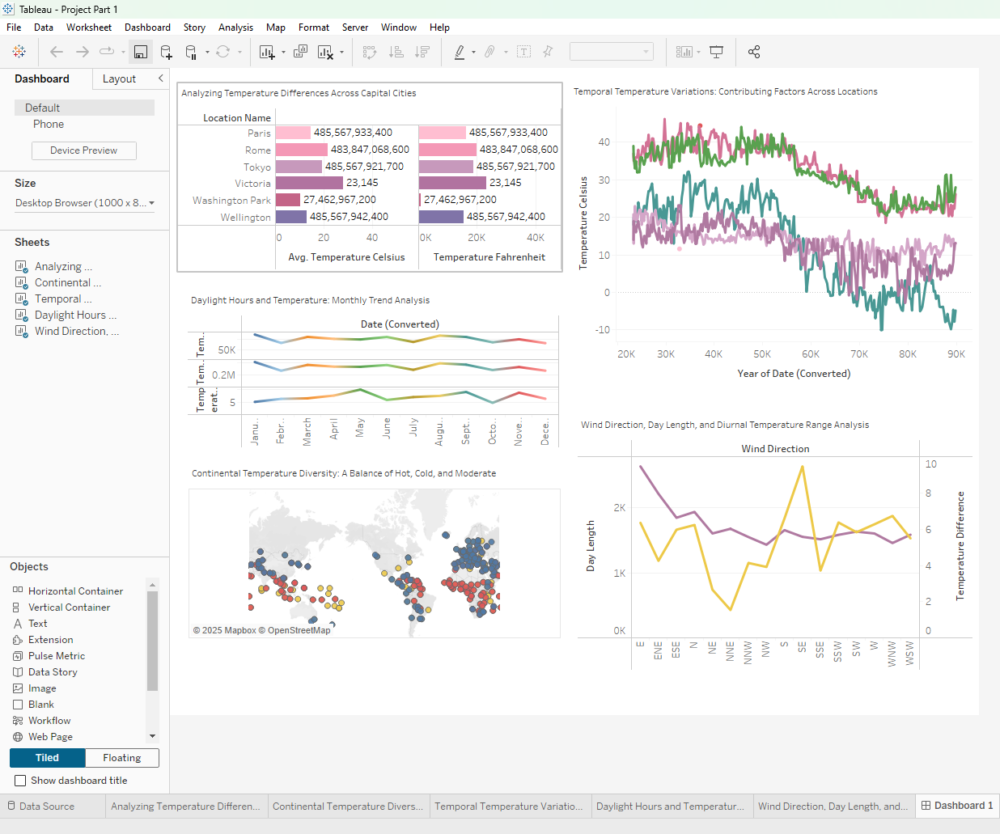 Tableau - Project Part 1
File Data Worksheet Dashboard Story Analysis Map Format Server Window Help
Dashboard Layout
Default
Phone
Device Preview
Size
Desktop Browser (1000 x 8...
Sheets
Analyzing ...
Continental ...
Temporal ...
Daylight Hours ...
Wind Direction, ...
Objects
Horizontal Container
Vertical Container
Text
Extension
Pulse Metric
Data Story
Image
Blank
Workflow
Web Page
Tiled Floating
Show dashboard title
Analyzing Temperature Differences Across Capital Cities
Location Name
Paris 485,567,933,400 485,567,933,400
Rome 483,847,068,600 483,847,068,600
Tokyo 485,567,921,700 485,567,921,700
Victoria 23,145 23,145
Washington Park 27,462,967,200 27,462,967,200
Wellington 485,567,942,400 485,567,942,400
0 20 40 0K 20K 40K
Avg. Temperature Celsius Temperature Fahrenheit
Daylight Hours and Temperature: Monthly Trend Analysis
Date (Converted)
Tem..
50K
Tem..
0.2M
Temp
erat..
5
Janu..
Febr..
March
April
May
June
July
Augu..
Sept..
Octo..
Nove..
Dece..
Continental Temperature Diversity: A Balance of Hot, Cold, and Moderate
© 2025 Mapbox © OpenStreetMap
Temporal Temperature Variations: Contributing Factors Across Locations
Temperature Celsius
40
30
20
10
0
-10
20K 30K 40K 50K 60K 70K 80K 90K
Year of Date (Converted)
Wind Direction, Day Length, and Diurnal Temperature Range Analysis
Wind Direction
Day Length
2K
1K
0K
10
8
6
4
2
0
Temperature Difference
E
ENE
ESE
N
NE
NNE
NNW
NW
S
SE
SSE
SSW
SW
W
WNW
WSW
Data Source Analyzing Temperature Differen... Continental Temperature Divers... Temporal Temperature Variatio... Daylight Hours and Temperatur... Wind Direction, Day Length, and... Dashboard 1